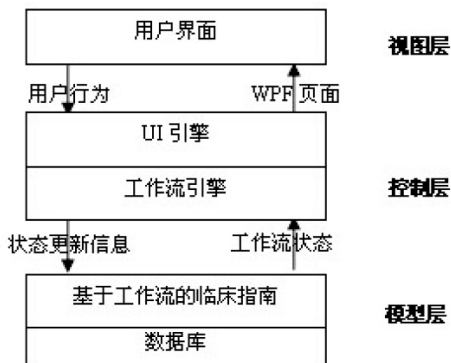 用户界面
视图层
用户行为
WPF 页面
UI 引擎
工作流引擎
控制层
状态更新信息
工作流状态
基于工作流的临床指南
模型层
数据库